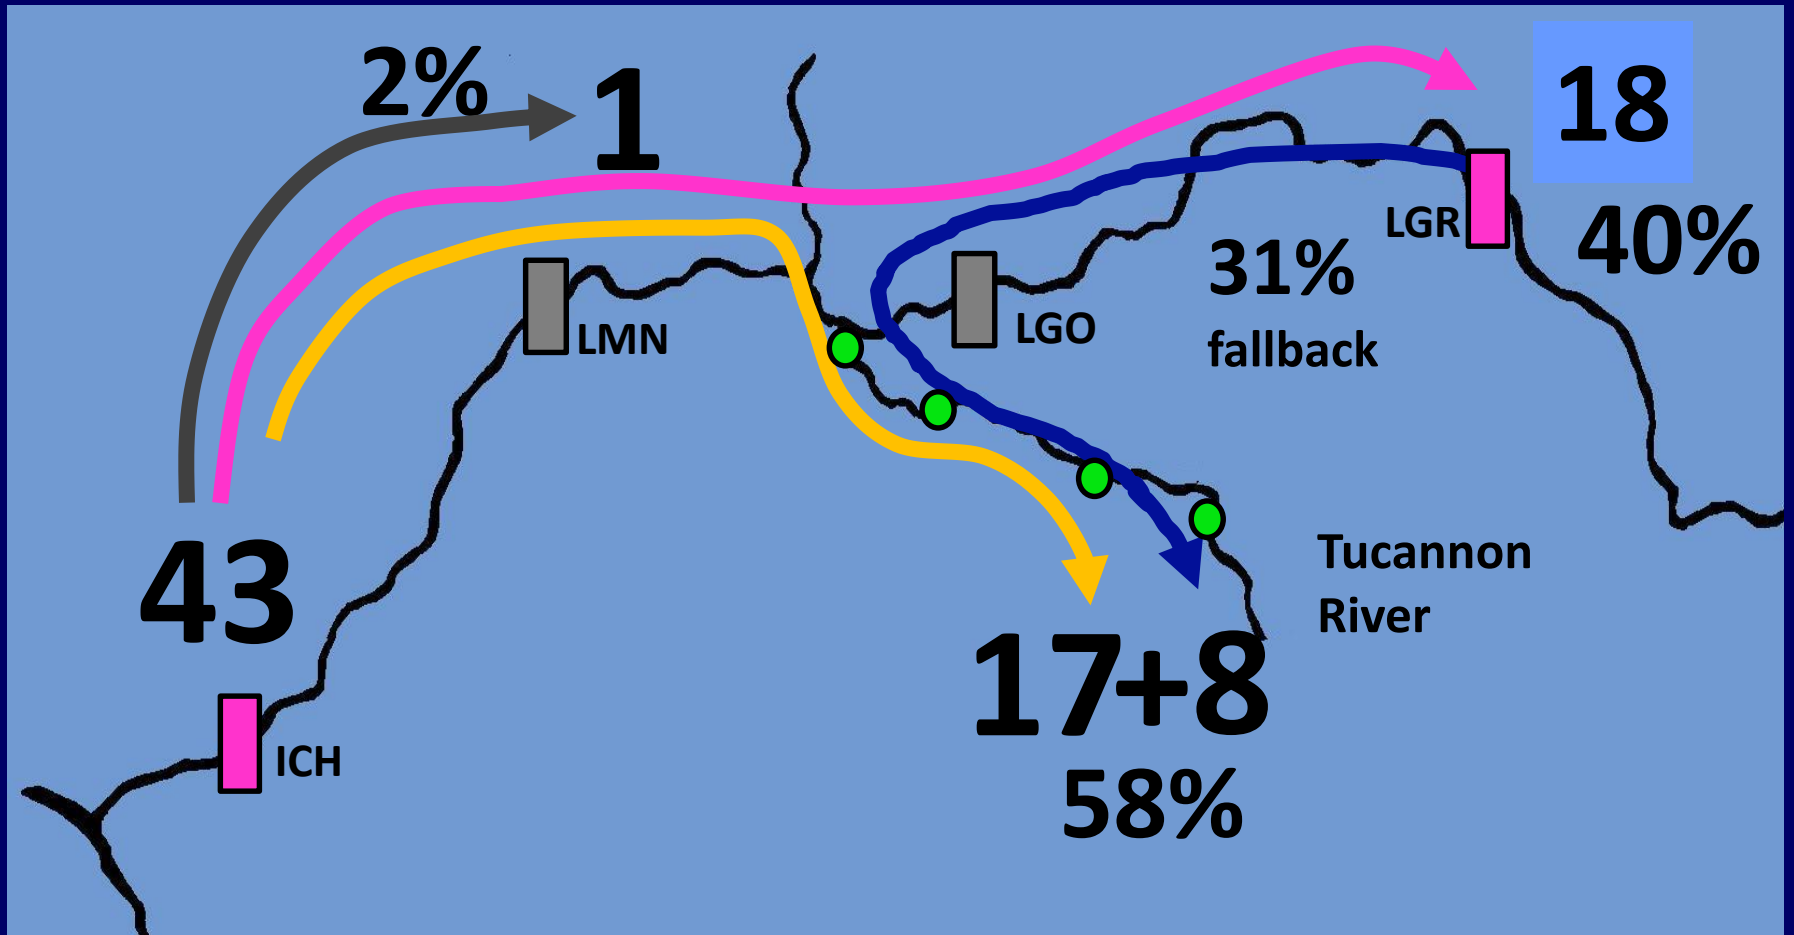 2%
1
18
LGR
40%
31%
fallback
LMN
LGO
43
Tucannon
River
17+8
ICH
58%